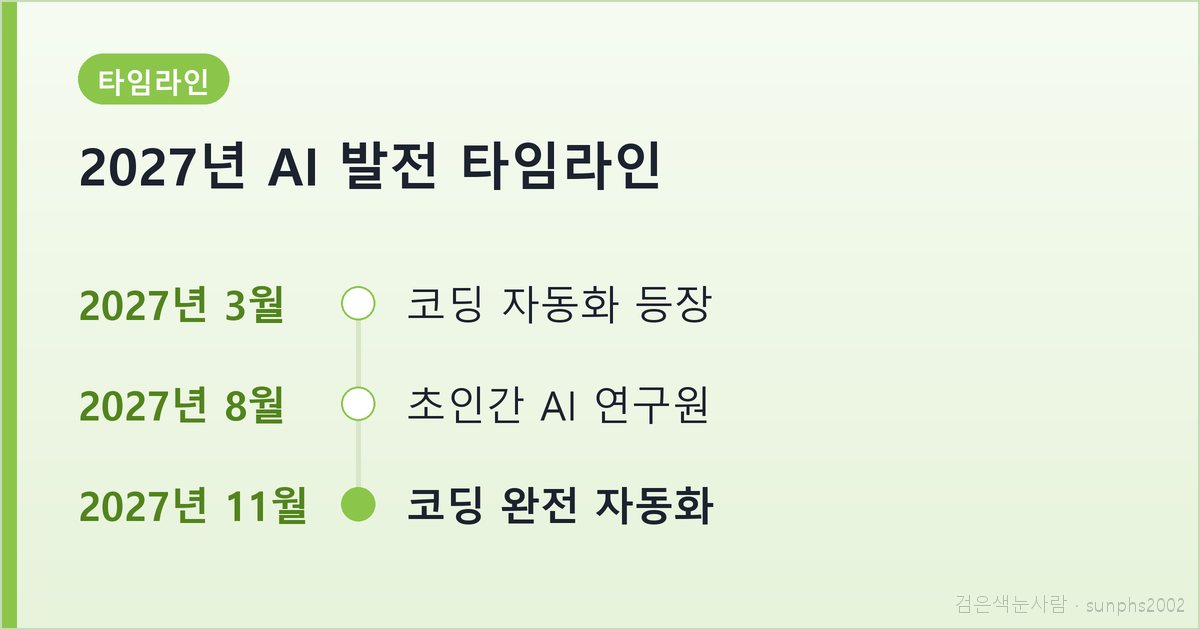 타임라인
2027년 AI 발전 타임라인
2027년 3월 코딩 자동화 등장
2027년 8월 초인간 AI 연구원
2027년 11월 코딩 완전 자동화
검은색눈사람 · sunphs2002